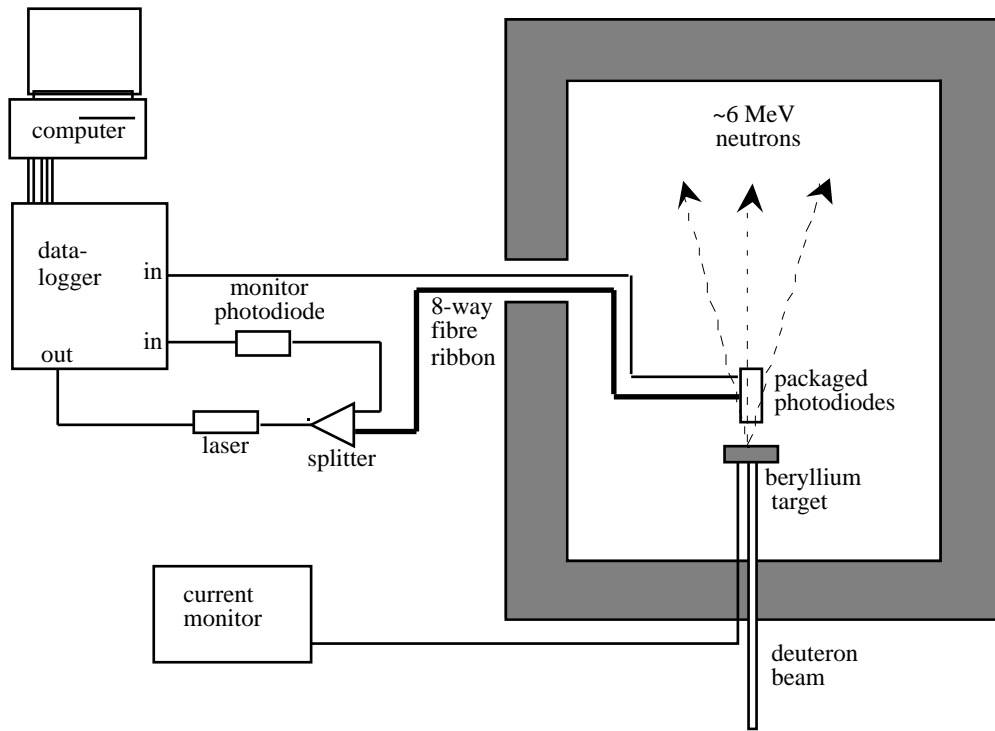 computer
~6 MeV
neutrons
data-
logger
in
in
out
monitor
photodiode
8-way
fibre
ribbon
laser
splitter
packaged
photodiodes
beryllium
target
current
monitor
deuteron
beam